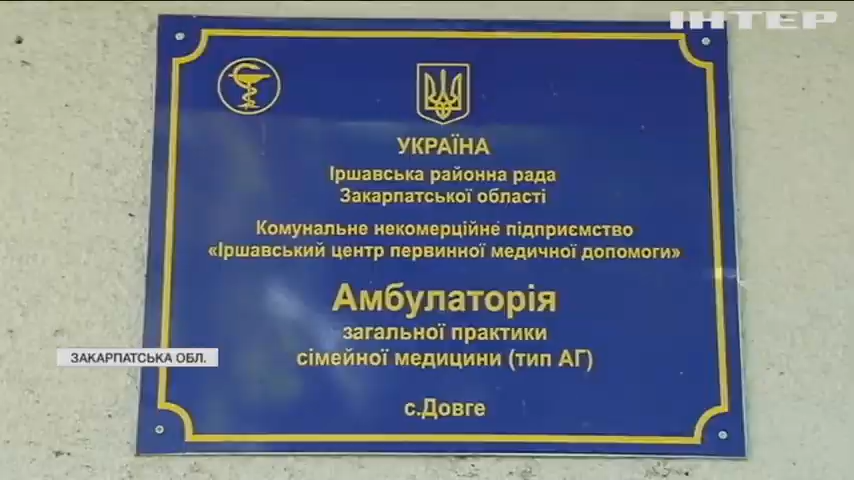 ІНТЕР
УКРАЇНА
Іршавська районна рада
Закарпатської області
Комунальне некомерційне підприємство
«Іршавський центр первинної медичної допомоги»
Амбулаторія
загальної практики
сімейної медицини (тип АГ)
с.Довге
ЗАКАРПАТСЬКА ОБЛ.